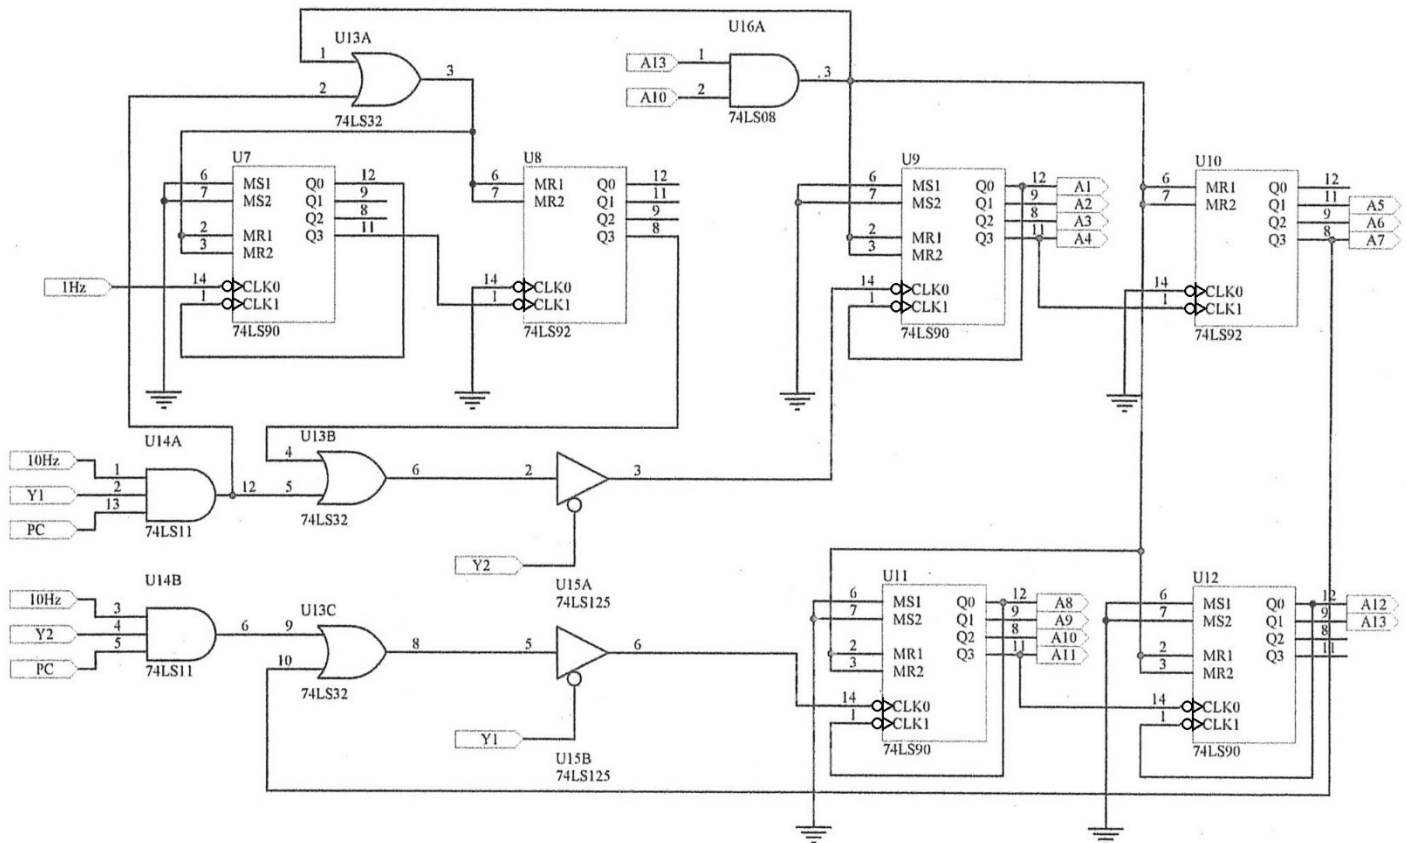 U13A
1
2
3
74LS32
U16A
A13
A10
1
2
.3
74LS08
U7
6 MS1 Q0 12
7 MS2 Q1 9
Q2 8
2 MR1 Q3 11
3 MR2
1Hz
14 CLK0
1 CLK1
74LS90
U8
6 MR1 Q0 12
7 MR2 Q1 11
Q2 9
Q3 8
14 CLK0
1 CLK1
74LS92
U9
6 MS1 Q0 12 A1
7 MS2 Q1 9 A2
Q2 8 A3
2 MR1 Q3 11 A4
3 MR2
14 CLK0
1 CLK1
74LS90
U10
6 MR1 Q0 12
7 MR2 Q1 11 A5
Q2 9 A6
Q3 8 A7
14 CLK0
1 CLK1
74LS92
U14A
10Hz 1
Y1 2 12
PC 13
74LS11
U13B
4
5
6
74LS32
2
3
Y2
U15A
74LS125
U14B
10Hz 3
Y2 4 6
PC 5
74LS11
U13C
9
10
8
74LS32
5
6
Y1
U15B
74LS125
U11
6 MS1 Q0 12 A8
7 MS2 Q1 9 A9
Q2 8 A10
2 MR1 Q3 11 A11
3 MR2
14 CLK0
1 CLK1
74LS90
U12
6 MS1 Q0 12 A12
7 MS2 Q1 9 A13
Q2 8
2 MR1 Q3 11
3 MR2
14 CLK0
1 CLK1
74LS90